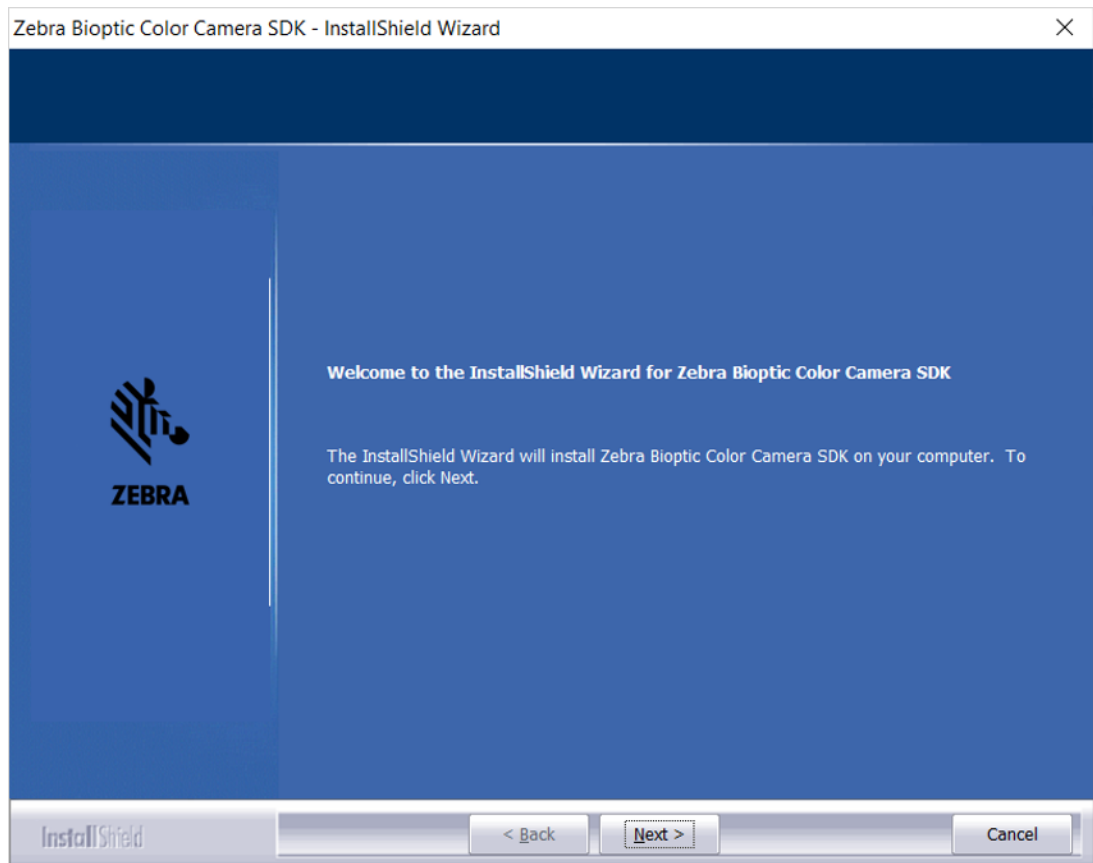 Zebra Bioptic Color Camera SDK - InstallShield Wizard
Welcome to the InstallShield Wizard for Zebra Bioptic Color Camera SDK
The InstallShield Wizard will install Zebra Bioptic Color Camera SDK on your computer. To
continue, click Next.
ZEBRA
InstallShield
< Back
Next >
Cancel